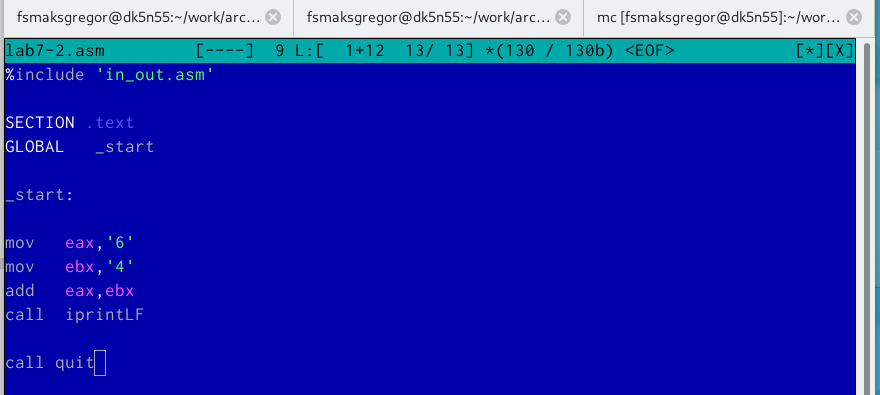 fsmaksgregor@dk5n55:~/work/arc... fsmaksgregor@dk5n55:~/work/arc... mc [fsmaksgregor@dk5n55]:~/wor...
lab7-2.asm [----] 9 L:[ 1+12 13/ 13] *(130 / 130b) <EOF> [*][X]
%include 'in_out.asm'
SECTION .text
GLOBAL _start
_start:
mov eax,'6'
mov ebx,'4'
add eax,ebx
call iprintLF
call quit